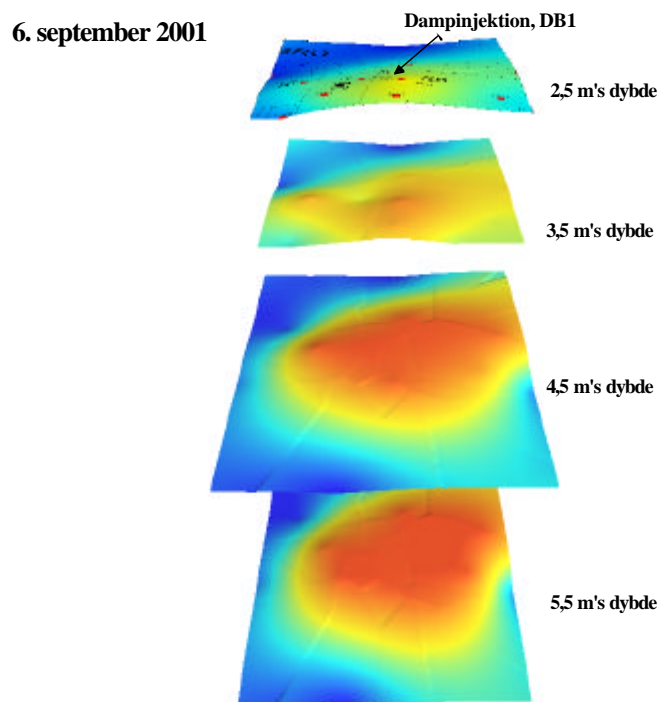 6. september 2001
Dampinjektion, DB1
2,5 m's dybde
3,5 m's dybde
4,5 m's dybde
5,5 m's dybde